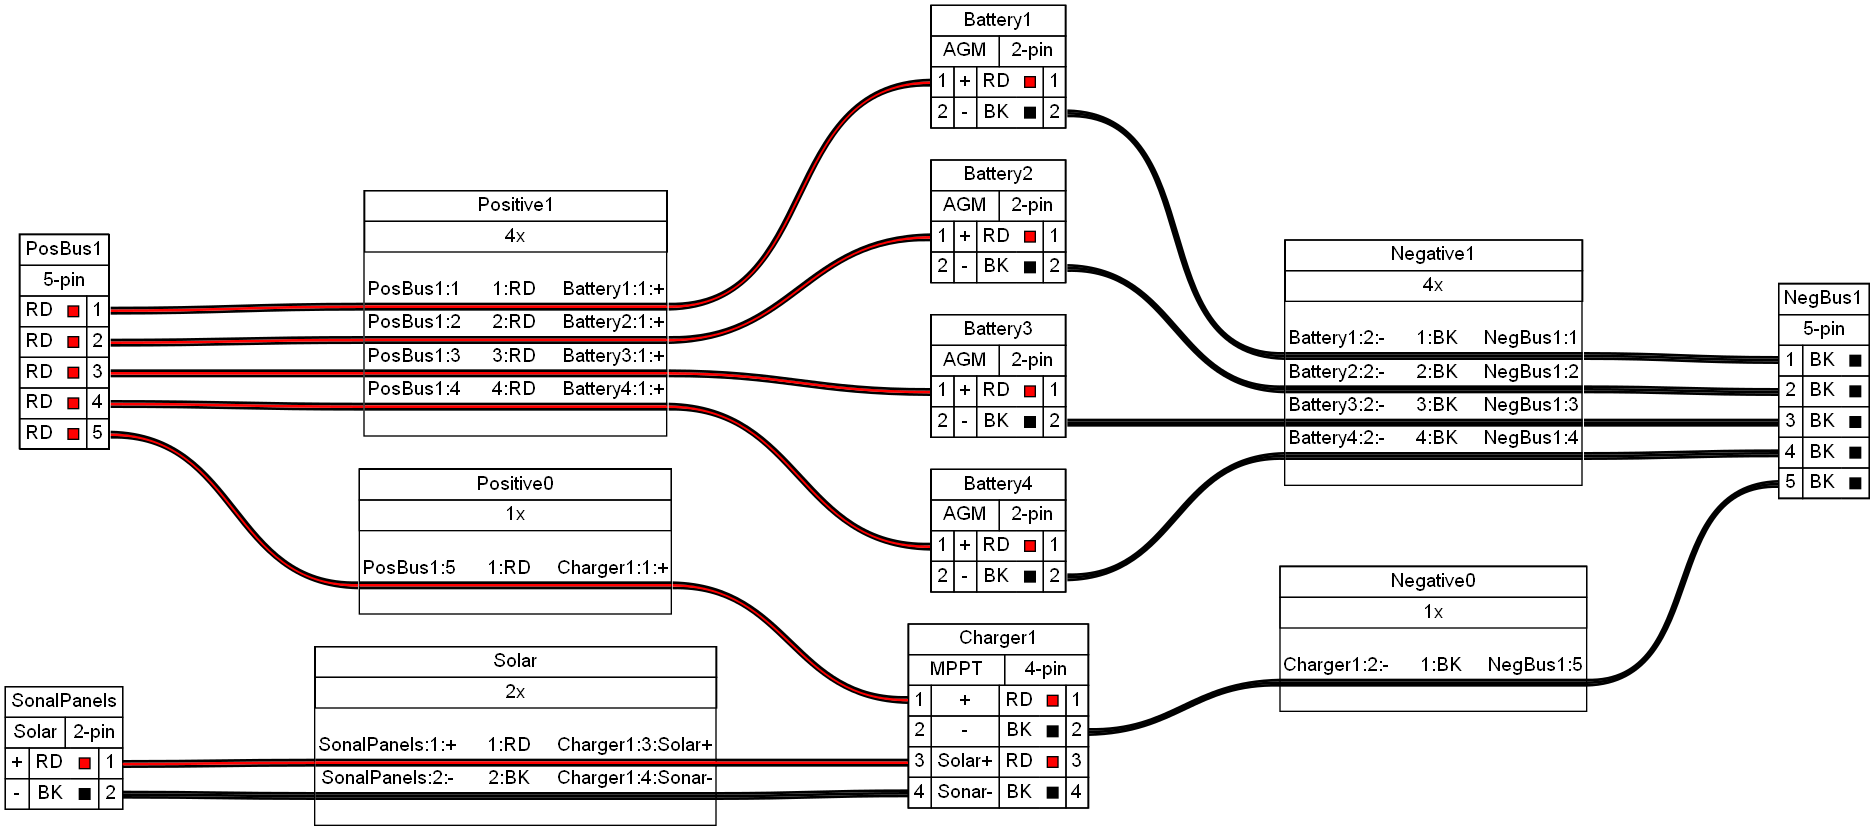 Battery1
AGM 2-pin
1 + RD 1
2 - BK 2
Battery2
AGM 2-pin
1 + RD 1
2 - BK 2
Battery3
AGM 2-pin
1 + RD 1
2 - BK 2
Battery4
AGM 2-pin
1 + RD 1
2 - BK 2
PosBus1
5-pin
RD 1
RD 2
RD 3
RD 4
RD 5
Positive1
4x
PosBus1:1 1:RD Battery1:1:+
PosBus1:2 2:RD Battery2:1:+
PosBus1:3 3:RD Battery3:1:+
PosBus1:4 4:RD Battery4:1:+
Positive0
1x
PosBus1:5 1:RD Charger1:1:+
Negative1
4x
Battery1:2:- 1:BK NegBus1:1
Battery2:2:- 2:BK NegBus1:2
Battery3:2:- 3:BK NegBus1:3
Battery4:2:- 4:BK NegBus1:4
NegBus1
5-pin
1 BK
2 BK
3 BK
4 BK
5 BK
Negative0
1x
Charger1:2:- 1:BK NegBus1:5
Solar
2x
SonalPanels:1:+ 1:RD Charger1:3:Solar+
SonalPanels:2:- 2:BK Charger1:4:Sonar-
SonalPanels
Solar 2-pin
+ RD 1
- BK 2
Charger1
MPPT 4-pin
1 + RD 1
2 - BK 2
3 Solar+ RD 3
4 Sonar- BK 4